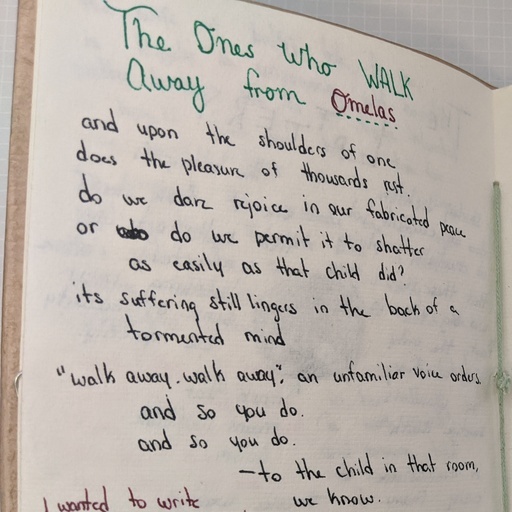 The Ones Who WALK
Away from Omelas
and upon the shoulders of one
does the pleasure of thousands rest.
do we dare rejoice in our fabricated peace
or do we permit it to shatter
as easily as that child did?
its suffering still lingers in the back of a
tormented mind
"walk away. walk away", an unfamiliar voice orders.
and so you do.
and so you do.
—to the child in that room,
we know.
I wanted to write